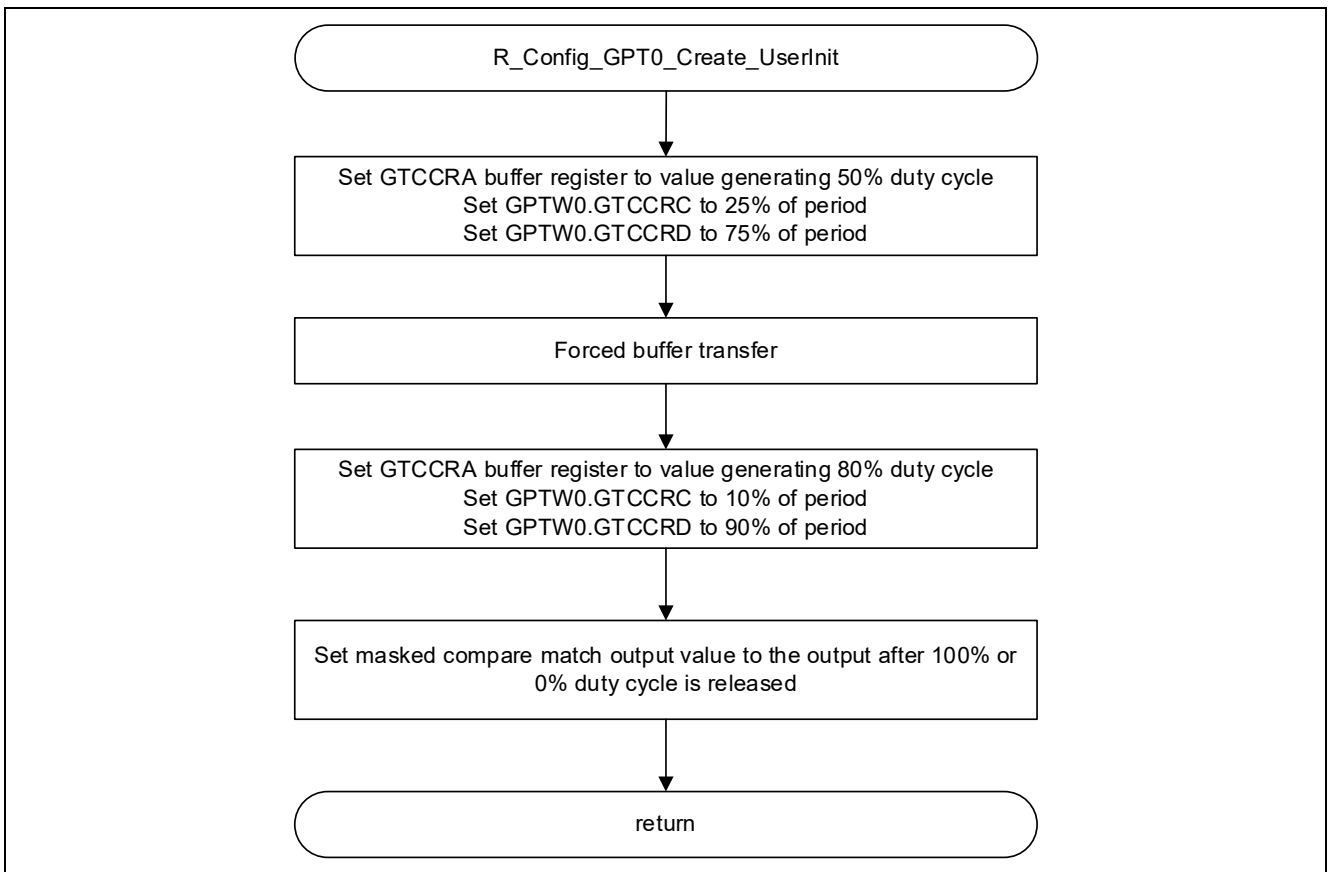 R_Config_GPT0_Create_UserInit
Set GTCCRA buffer register to value generating 50% duty cycle
Set GPTW0.GTCCRC to 25% of period
Set GPTW0.GTCCRD to 75% of period
Forced buffer transfer
Set GTCCRA buffer register to value generating 80% duty cycle
Set GPTW0.GTCCRC to 10% of period
Set GPTW0.GTCCRD to 90% of period
Set masked compare match output value to the output after 100% or
0% duty cycle is released
return